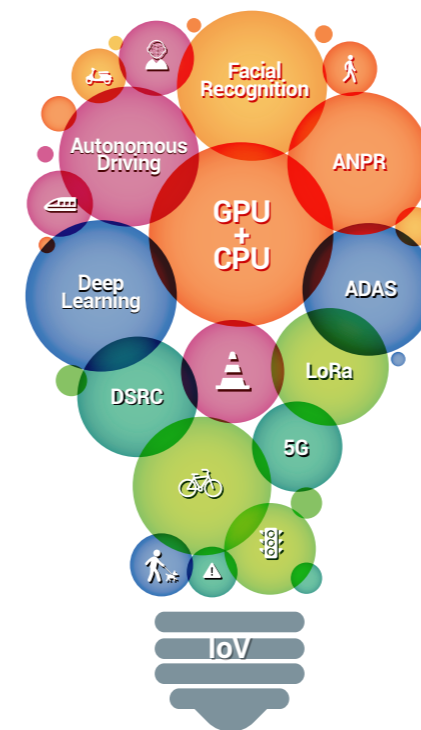 Facial
Recognition
Autonomous
Driving
ANPR
GPU
+
CPU
Deep
Learning
ADAS
LoRa
DSRC
5G
IoV